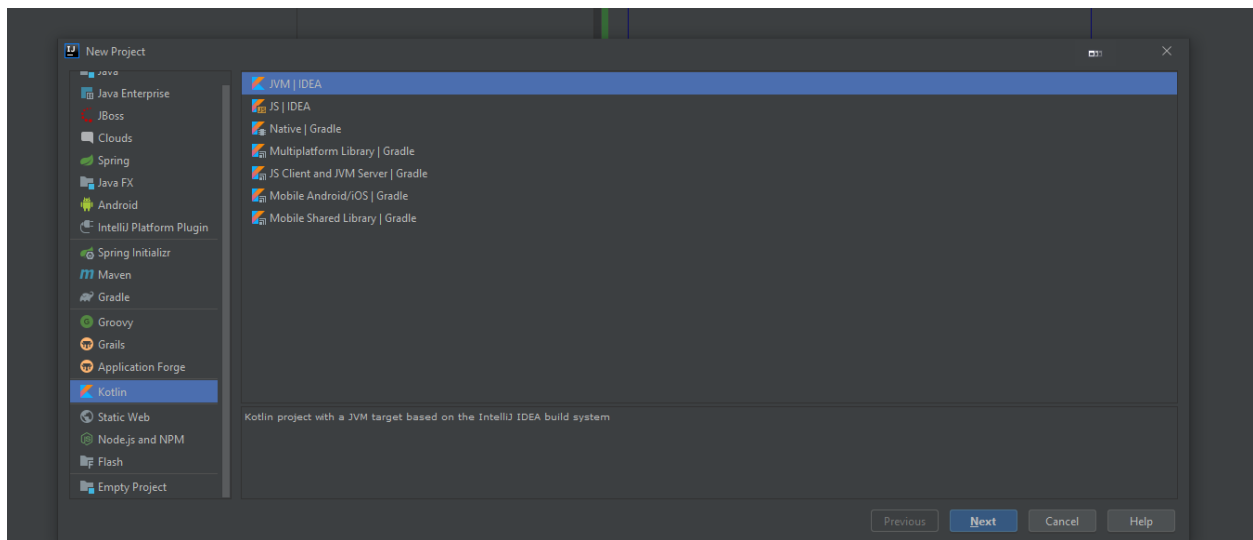 New Project
Java
Java Enterprise
JBoss
Clouds
Spring
Java FX
Android
IntelliJ Platform Plugin
Spring Initializr
Maven
Gradle
Groovy
Grails
Application Forge
Kotlin
Static Web
Node.js and NPM
Flash
Empty Project
JVM | IDEA
JS | IDEA
Native | Gradle
Multiplatform Library | Gradle
JS Client and JVM Server | Gradle
Mobile Android/iOS | Gradle
Mobile Shared Library | Gradle
Kotlin project with a JVM target based on the IntelliJ IDEA build system
Previous
Next
Cancel
Help